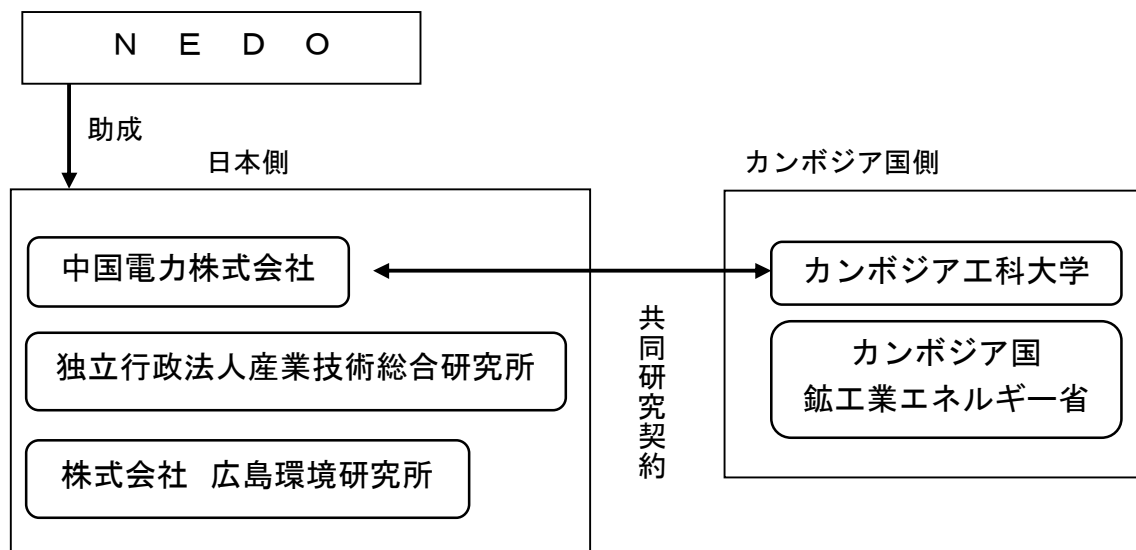 ＮＥＤＯ
助成
日本側
カンボジア国側
中国電力株式会社
カンボジア工科大学
共同研究契約
独立行政法人産業技術総合研究所
カンボジア国
鉱工業エネルギー省
株式会社　広島環境研究所